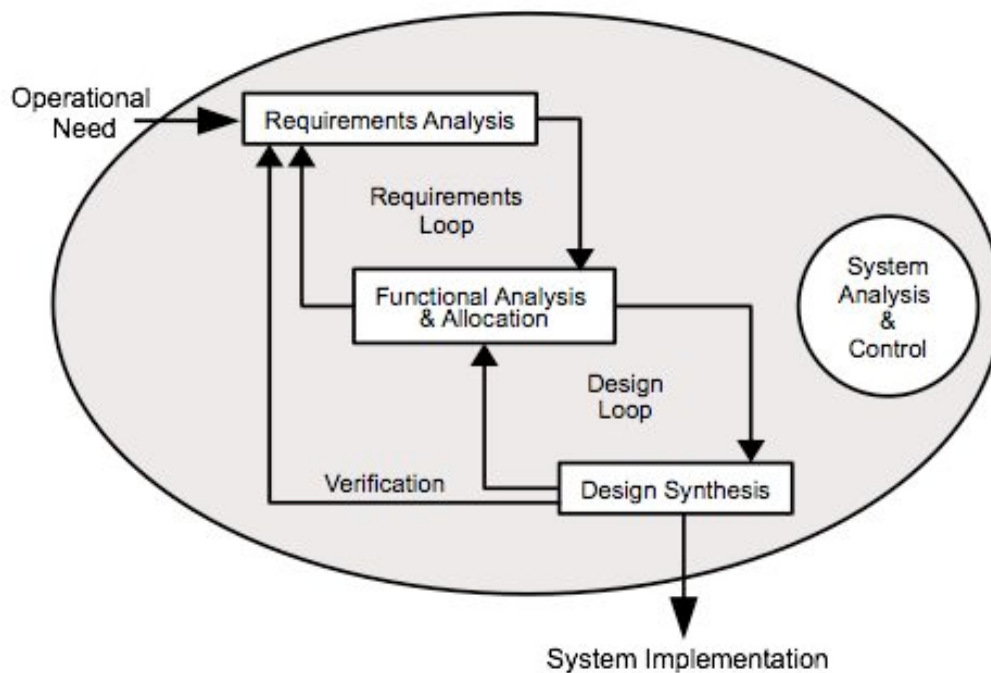 Operational
Need
Requirements Analysis
Requirements
Loop
Functional Analysis
& Allocation
System
Analysis
&
Control
Design
Loop
Verification
Design Synthesis
System Implementation